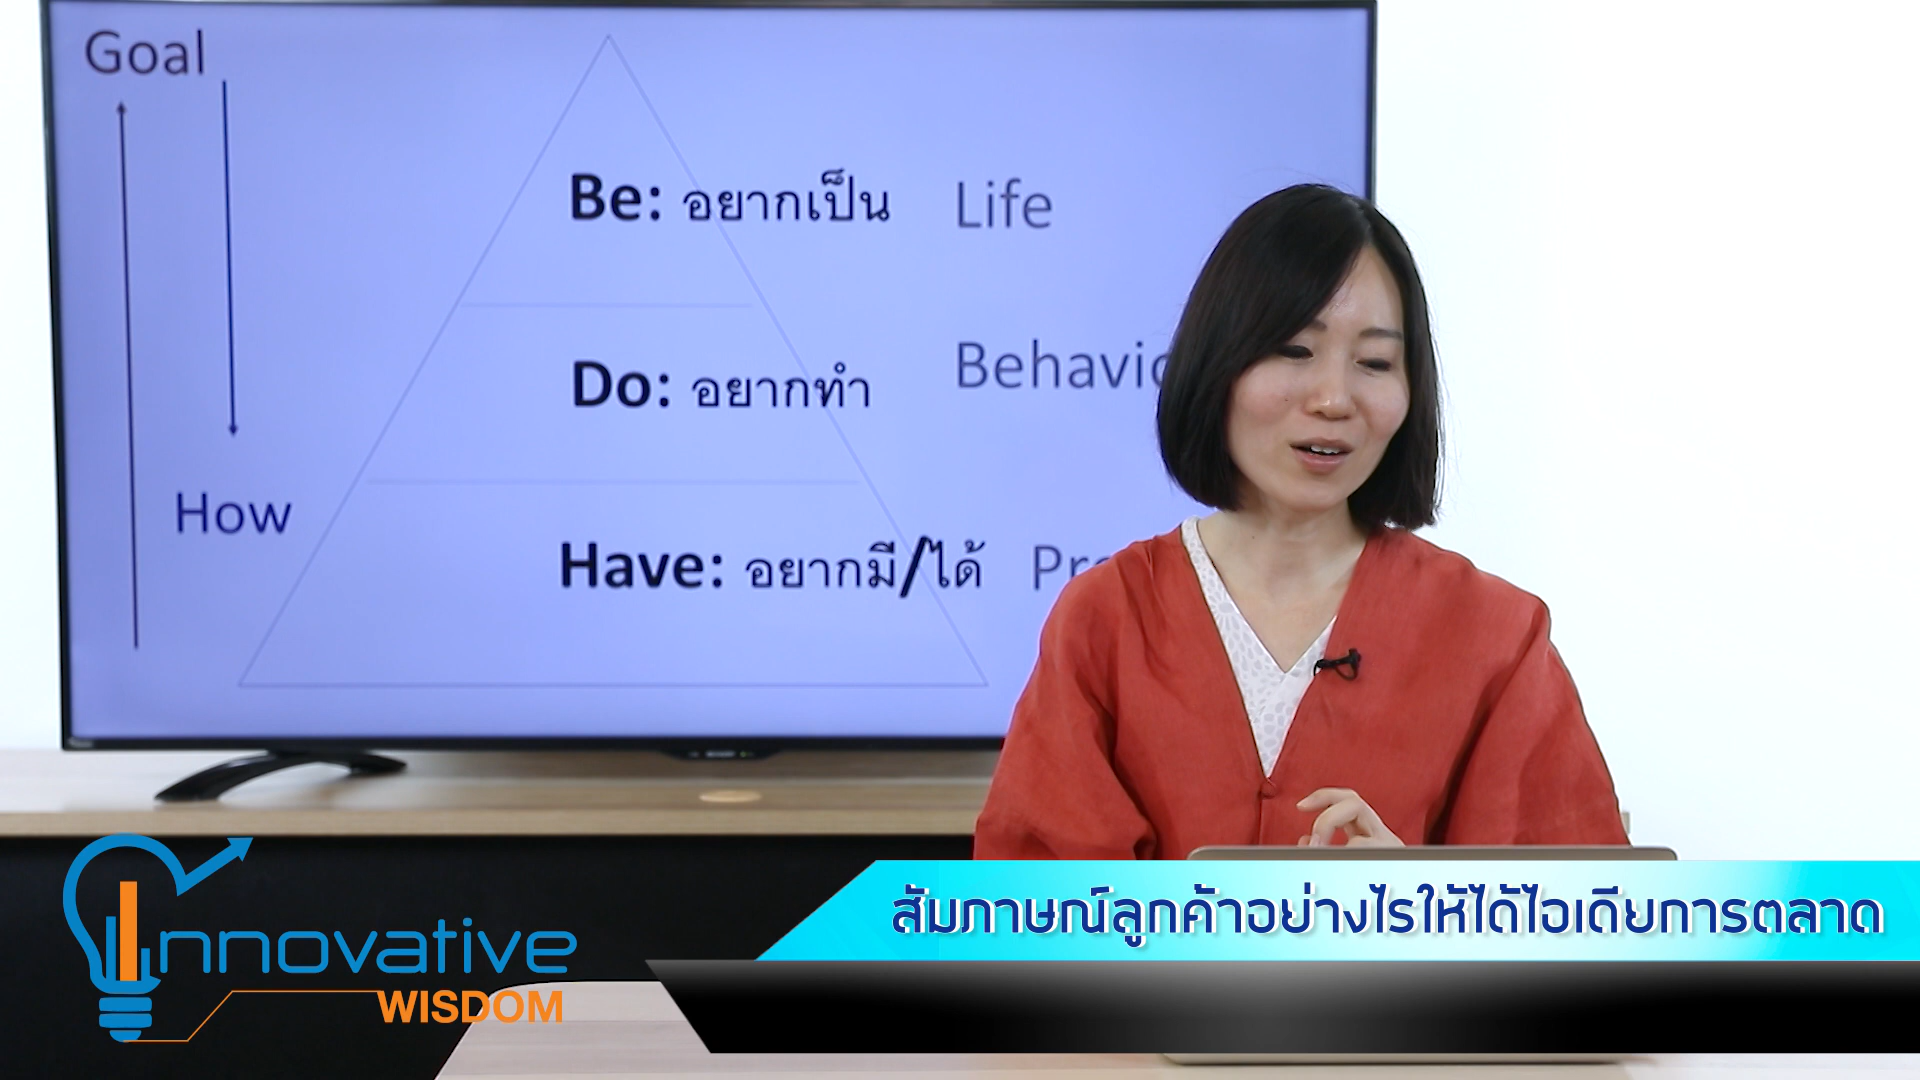 Goal
Be: อยากเป็น Life
Do: อยากทำ
How
Have: อยากมี/ได้
สัมภาษณ์ลูกค้าอย่างไรให้ได้ไอเดียการตลาด
innovative
WISDOM